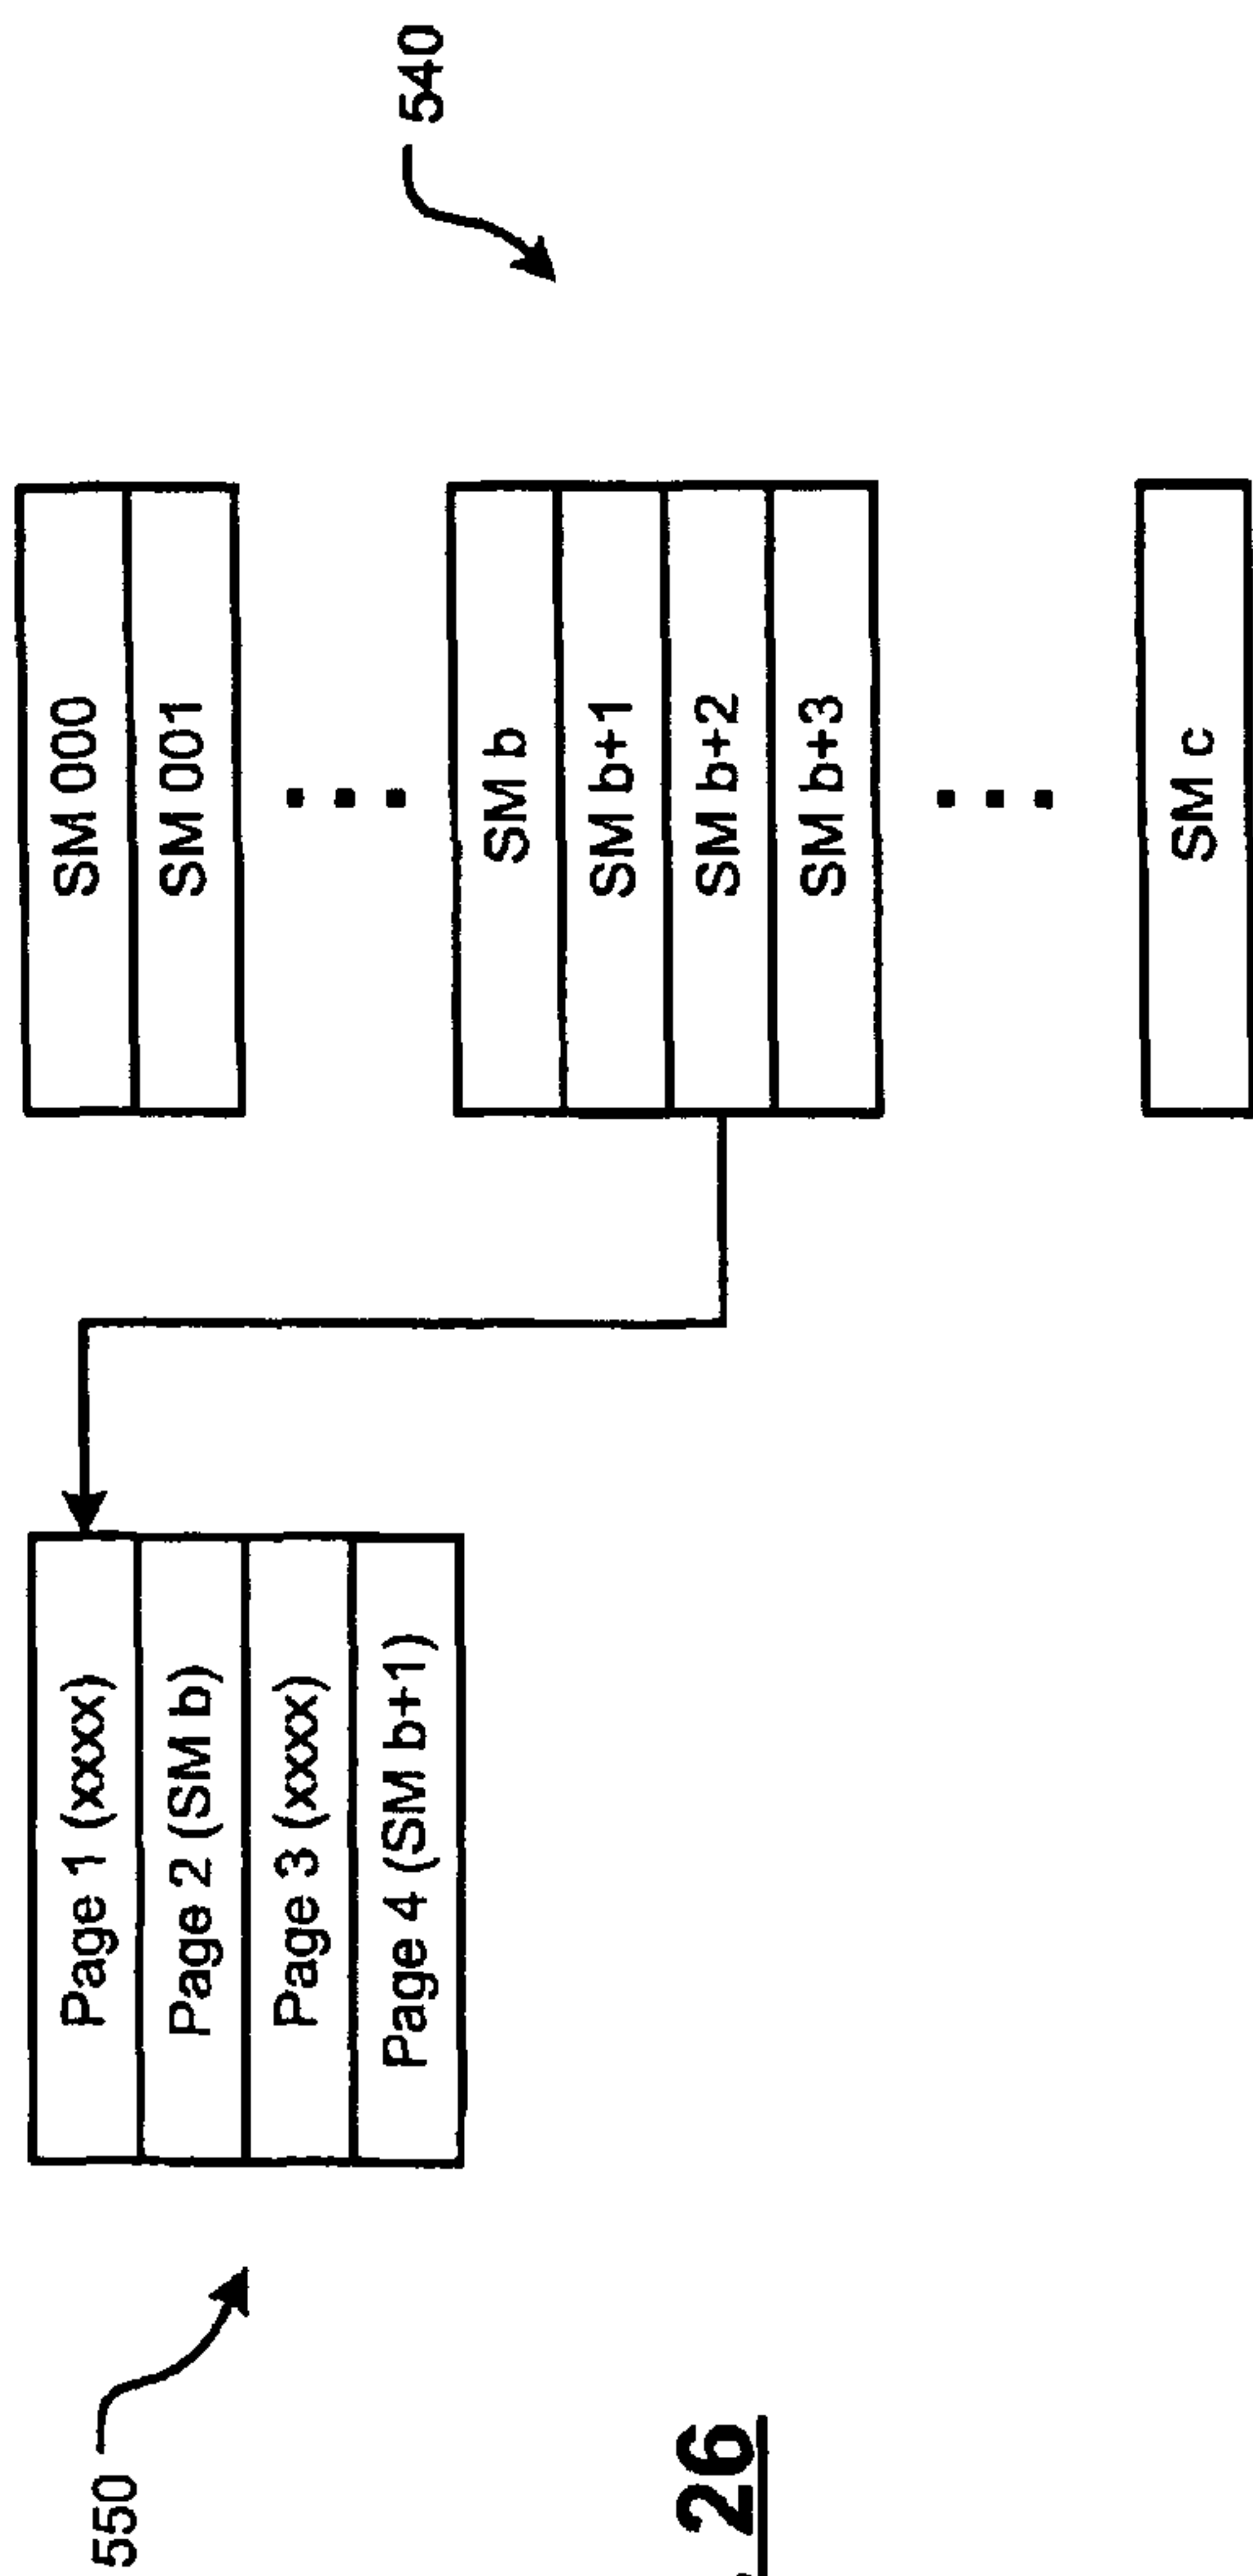 550
Page 1 (xxxx)
Page 2 (SM b)
Page 3 (xxxx)
Page 4 (SM b+1)
26
SM 000
SM 001
SM b
SM b+1
SM b+2
SM b+3
SM c
540